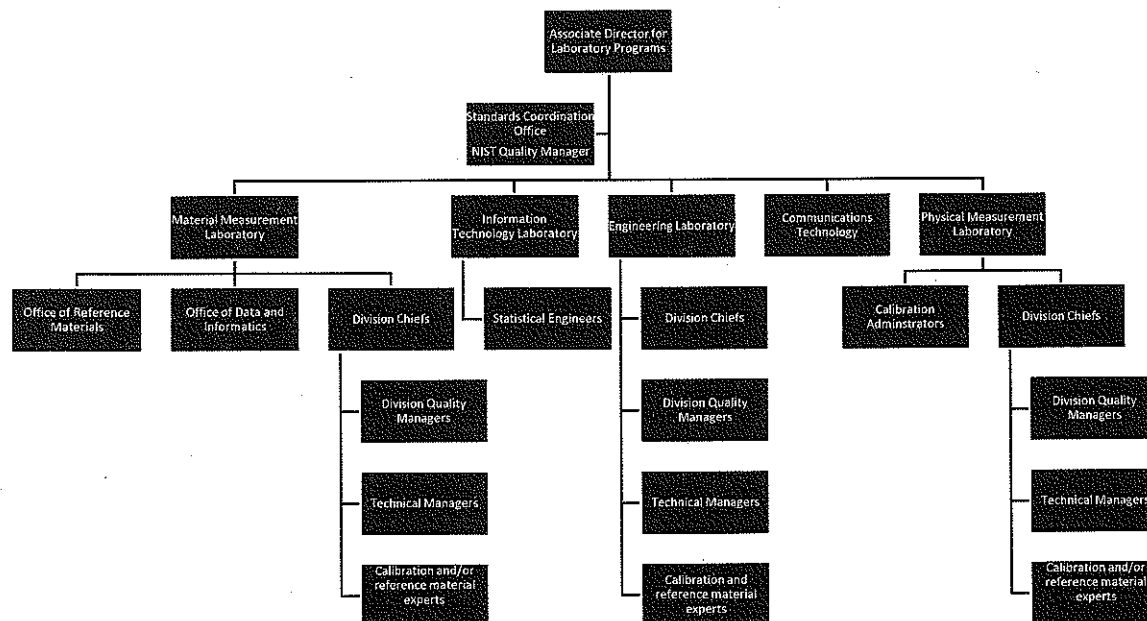 Associate Director for
Laboratory Programs
Standards Coordination
Office
NIST Quality Manager
Material Measurement
Laboratory
Information
Technology Laboratory
Engineering Laboratory
Communications
Technology
Physical Measurement
Laboratory
Office of Reference
Materials
Office of Data and
Informatics
Division Chiefs
Statistical Engineers
Division Chiefs
Calibration
Adminstrators
Division Chiefs
Division Quality
Managers
Division Quality
Managers
Division Quality
Managers
Technical Managers
Technical Managers
Technical Managers
Calibration and/or
reference material
experts
Calibration and
reference material
experts
Calibration and/or
reference material
experts